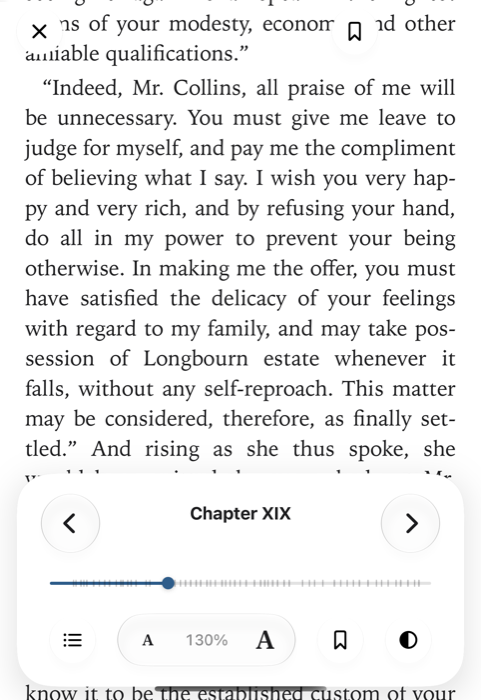 of your modesty, econom nd other
amiable qualifications.”
“Indeed, Mr. Collins, all praise of me will
be unnecessary. You must give me leave to
judge for myself, and pay me the compliment
of believing what I say. I wish you very hap-
py and very rich, and by refusing your hand,
do all in my power to prevent your being
otherwise. In making me the offer, you must
have satisfied the delicacy of your feelings
with regard to my family, and may take pos-
session of Longbourn estate whenever it
falls, without any self-reproach. This matter
may be considered, therefore, as finally set-
tled.” And rising as she thus spoke, she
Chapter XIX
A 130% A
know it to be the established custom of your